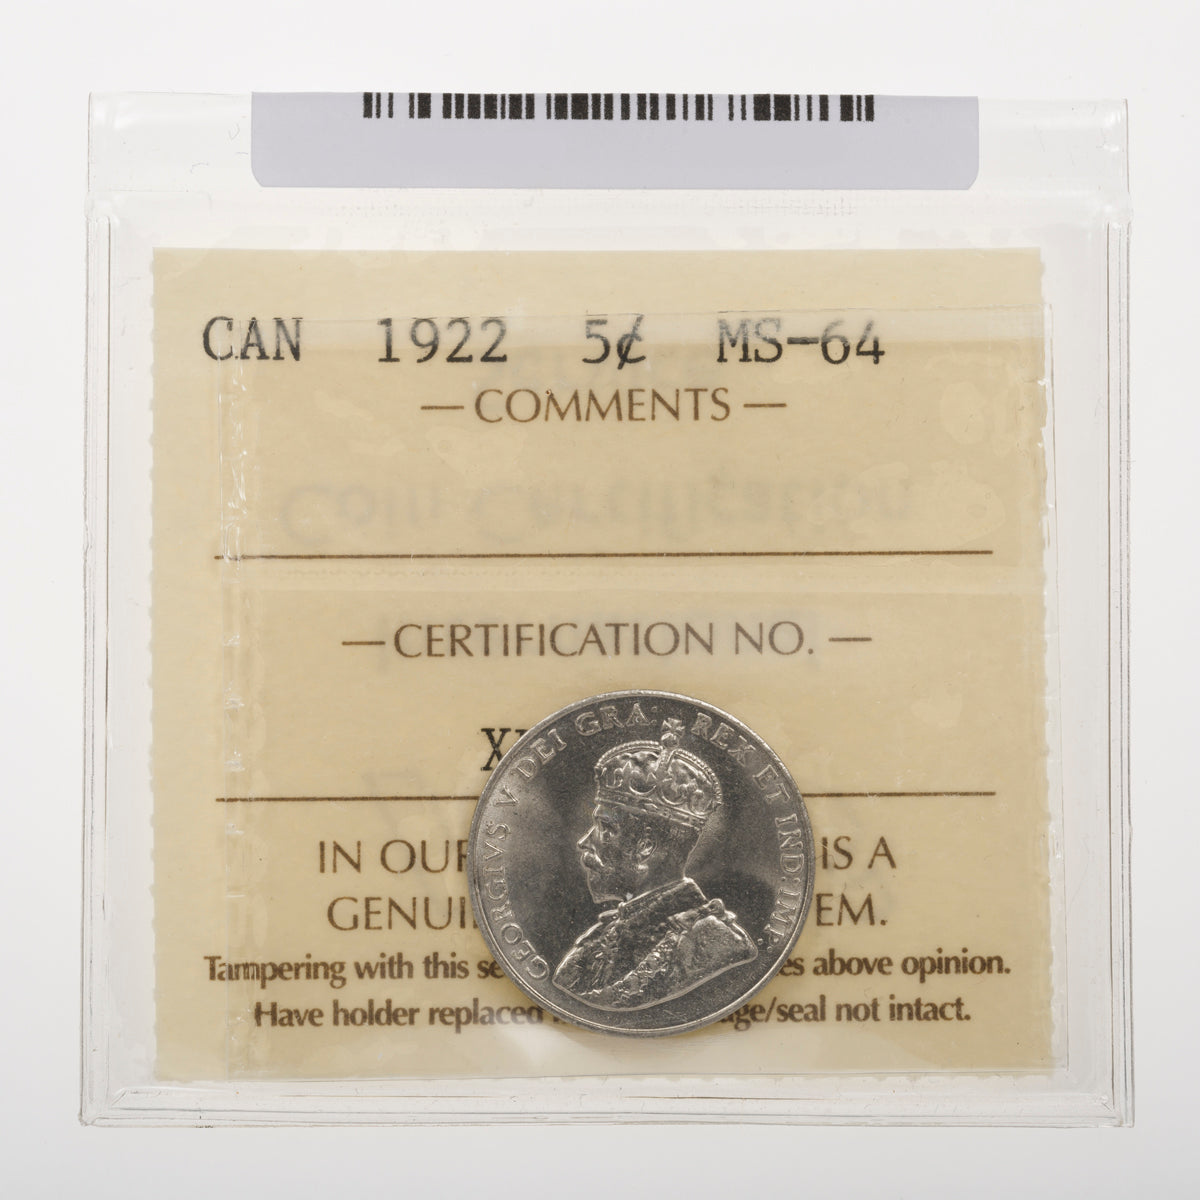 CAN 1922 5¢ MS-64
— COMMENTS —
— CERTIFICATION NO. —
GEORGIVS V DEI GRA: REX ET IND: IMP:
IN OUR IS A
GENUI EM.
Tampering with this se es above opinion.
Have holder replaced ge/seal not intact.